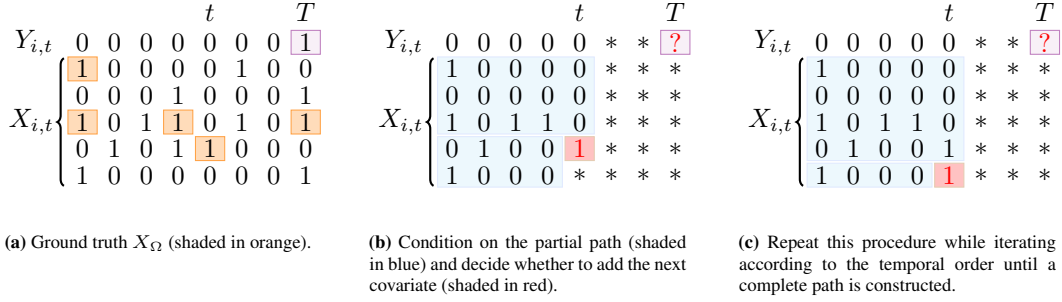 t T
Y_{i,t} 0 0 0 0 0 0 0 1
1 0 0 0 0 1 0 0
0 0 0 1 0 0 0 1
X_{i,t} 1 0 1 1 0 1 0 1
0 1 0 1 1 0 0 0
1 0 0 0 0 0 0 1
(a) Ground truth X_Ω (shaded in orange).
t T
Y_{i,t} 0 0 0 0 0 * * ?
1 0 0 0 0 * * *
0 0 0 0 0 * * *
X_{i,t} 1 0 1 1 0 * * *
0 1 0 0 1 * * *
1 0 0 0 * * * *
(b) Condition on the partial path (shaded
in blue) and decide whether to add the next
covariate (shaded in red).
t T
Y_{i,t} 0 0 0 0 0 * * ?
1 0 0 0 0 * * *
0 0 0 0 0 * * *
X_{i,t} 1 0 1 1 0 * * *
0 1 0 0 1 * * *
1 0 0 0 1 * * *
(c) Repeat this procedure while iterating
according to the temporal order until a
complete path is constructed.